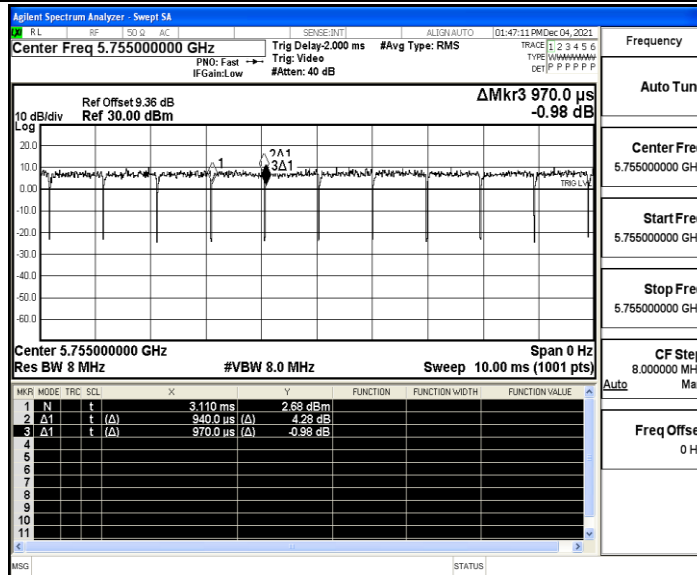 Agilent Spectrum Analyzer - Swept SA
RL RF 50 Ω AC SENSE:INT ALIGN AUTO 01:47:11 PM Dec 04, 2021
Center Freq 5.755000000 GHz
PNO: Fast
IFGain:Low
Trig Delay-2.000 ms
Trig: Video
#Atten: 40 dB
#Avg Type: RMS
TRACE 1 2 3 4 5 6
TYPE
DET P P P P P P
ΔMkr3 970.0 µs
-0.98 dB
Ref Offset 9.36 dB
10 dB/div Ref 30.00 dBm
Log
20.0
10.0
0.00
-10.0
-20.0
-30.0
-40.0
-50.0
-60.0
1
2Δ1
3Δ1
TRIG LVL
Center 5.755000000 GHz Span 0 Hz
Res BW 8 MHz #VBW 8.0 MHz Sweep 10.00 ms (1001 pts)
MKR MODE TRC SCL X Y FUNCTION FUNCTION WIDTH FUNCTION VALUE
1 N t 3.110 ms 2.68 dBm
2 Δ1 t (Δ) 940.0 µs (Δ) 4.28 dB
3 Δ1 t (Δ) 970.0 µs (Δ) -0.98 dB
4
5
6
7
8
9
10
11
MSG STATUS
Frequency
Auto Tun
Center Fre
5.755000000 GH
Start Fre
5.755000000 GH
Stop Fre
5.755000000 GH
CF Ste
8.000000 MH
Auto Ma
Freq Offse
0 H